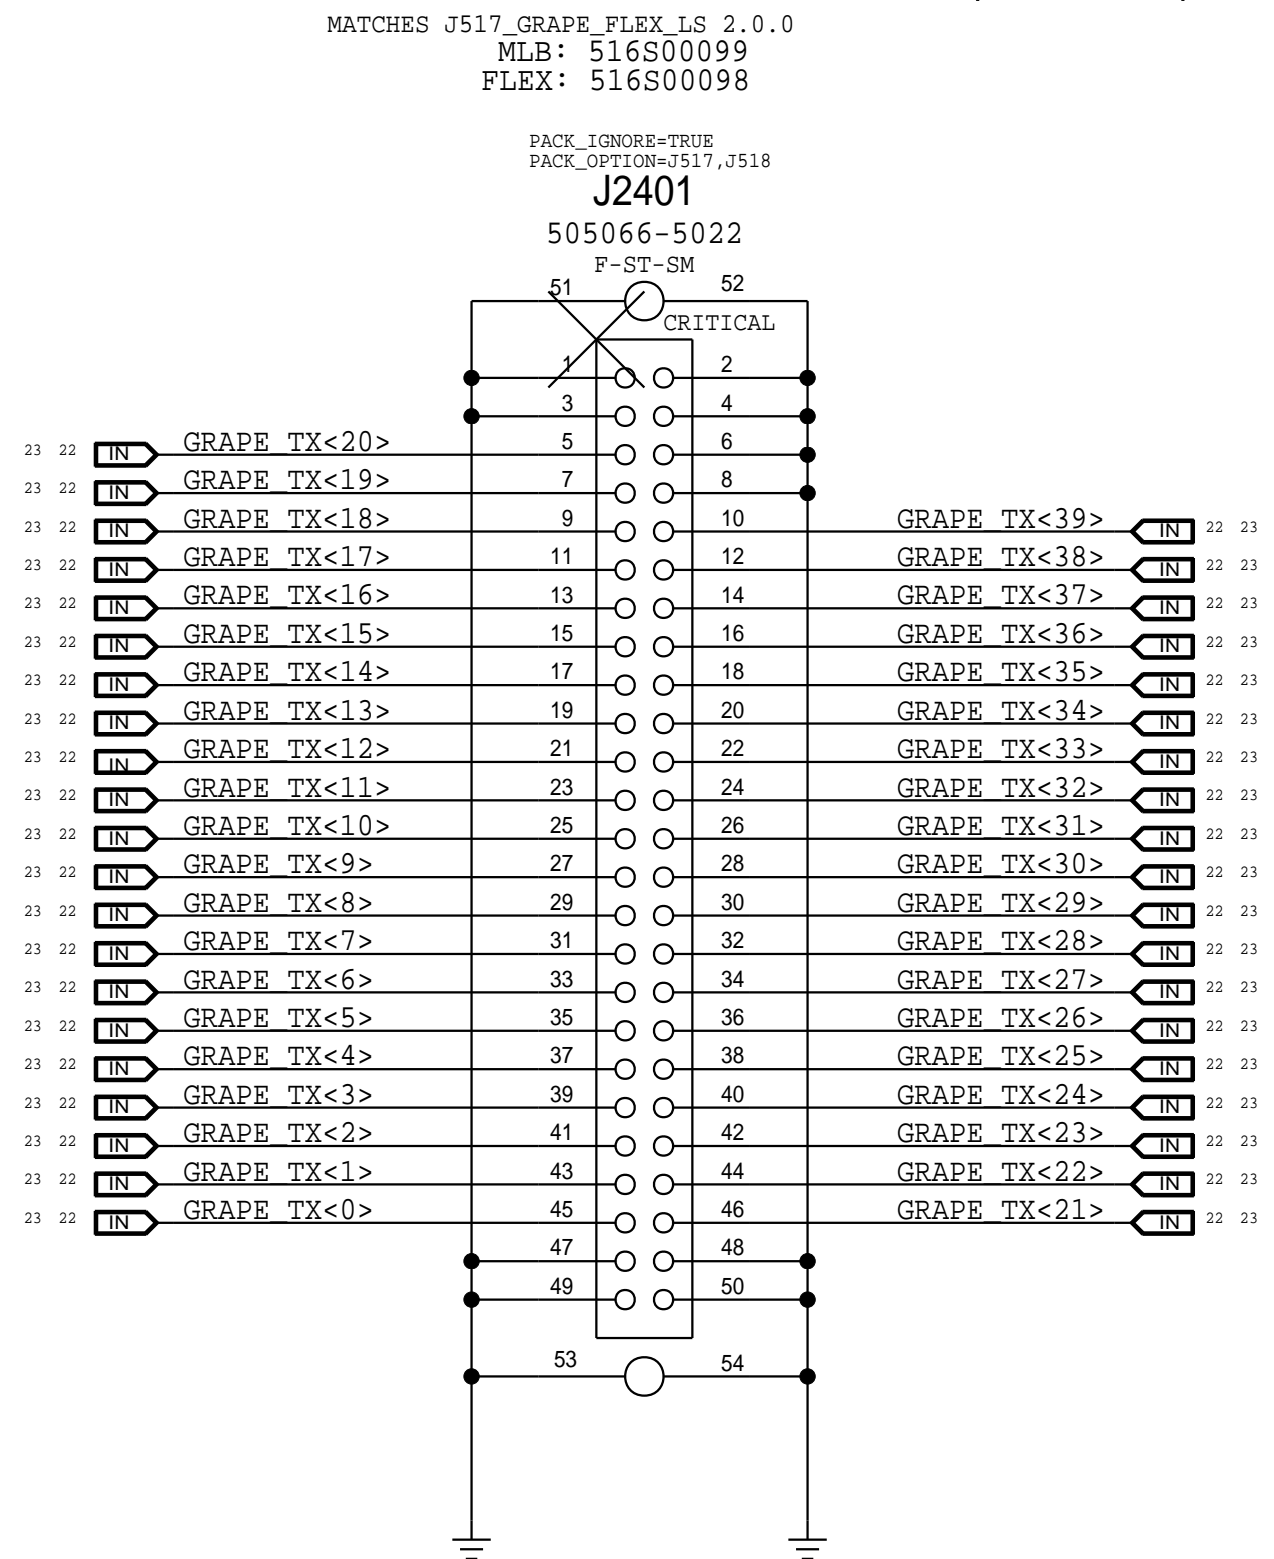 MATCHES J517_GRAPE_FLEX_LS 2.0.0
MLB: 516S00099
FLEX: 516S00098
PACK_IGNORE=TRUE
PACK_OPTION=J517,J518
J2401
505066-5022
F-ST-SM
51 52
CRITICAL
1 2
3 4
23 22 IN GRAPE_TX<20> 5 6
23 22 IN GRAPE_TX<19> 7 8
23 22 IN GRAPE_TX<18> 9 10 GRAPE_TX<39> IN 22 23
23 22 IN GRAPE_TX<17> 11 12 GRAPE_TX<38> IN 22 23
23 22 IN GRAPE_TX<16> 13 14 GRAPE_TX<37> IN 22 23
23 22 IN GRAPE_TX<15> 15 16 GRAPE_TX<36> IN 22 23
23 22 IN GRAPE_TX<14> 17 18 GRAPE_TX<35> IN 22 23
23 22 IN GRAPE_TX<13> 19 20 GRAPE_TX<34> IN 22 23
23 22 IN GRAPE_TX<12> 21 22 GRAPE_TX<33> IN 22 23
23 22 IN GRAPE_TX<11> 23 24 GRAPE_TX<32> IN 22 23
23 22 IN GRAPE_TX<10> 25 26 GRAPE_TX<31> IN 22 23
23 22 IN GRAPE_TX<9> 27 28 GRAPE_TX<30> IN 22 23
23 22 IN GRAPE_TX<8> 29 30 GRAPE_TX<29> IN 22 23
23 22 IN GRAPE_TX<7> 31 32 GRAPE_TX<28> IN 22 23
23 22 IN GRAPE_TX<6> 33 34 GRAPE_TX<27> IN 22 23
23 22 IN GRAPE_TX<5> 35 36 GRAPE_TX<26> IN 22 23
23 22 IN GRAPE_TX<4> 37 38 GRAPE_TX<25> IN 22 23
23 22 IN GRAPE_TX<3> 39 40 GRAPE_TX<24> IN 22 23
23 22 IN GRAPE_TX<2> 41 42 GRAPE_TX<23> IN 22 23
23 22 IN GRAPE_TX<1> 43 44 GRAPE_TX<22> IN 22 23
23 22 IN GRAPE_TX<0> 45 46 GRAPE_TX<21> IN 22 23
47 48
49 50
53 54